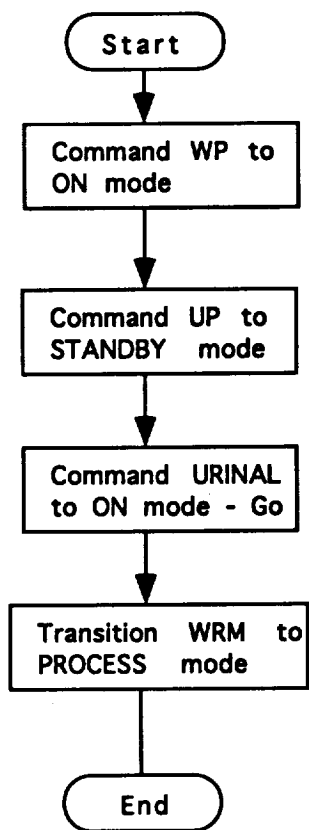 Start
Command WP to
ON mode
Command UP to
STANDBY mode
Command URINAL
to ON mode - Go
Transition WRM to
PROCESS mode
End